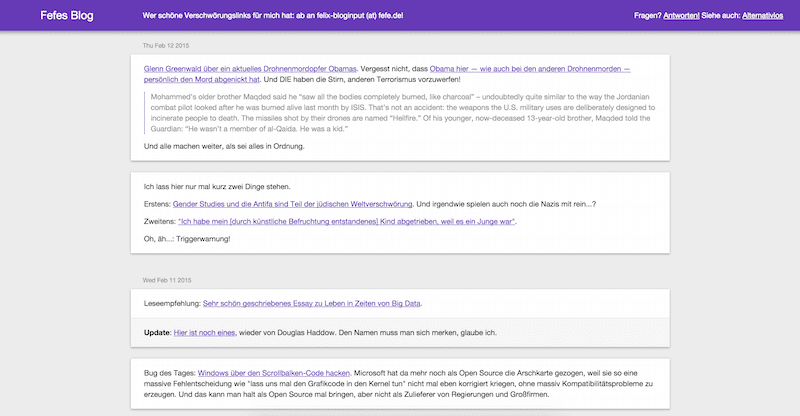 Fefes Blog
Wer schöne Verschwörungslinks für mich hat: ab an felix-bloginput (at) fefe.de!
Fragen? Antworten! Siehe auch: Alternativlos
Thu Feb 12 2015
Glenn Greenwald über ein aktuelles Drohnenmordopfer Obamas. Vergesst nicht, dass Obama hier — wie auch bei den anderen Drohnenmorden —
persönlich den Mord abgenickt hat. Und DIE haben die Stirn, anderen Terrorismus vorzuwerfen!
Mohammed's older brother Maqded said he “saw all the bodies completely burned, like charcoal” – undoubtedly quite similar to the way the Jordanian
combat pilot looked after he was burned alive last month by ISIS. That's not an accident: the weapons the U.S. military uses are deliberately designed to
incinerate people to death. The missiles shot by their drones are named “Hellfire.” Of his younger, now-deceased 13-year-old brother, Maqded told the
Guardian: “He wasn't a member of al-Qaida. He was a kid.”
Und alle machen weiter, als sei alles in Ordnung.
Ich lass hier nur mal kurz zwei Dinge stehen.
Erstens: Gender Studies und die Antifa sind Teil der jüdischen Weltverschwörung. Und irgendwie spielen auch noch die Nazis mit rein...?
Zweitens: "Ich habe mein [durch künstliche Befruchtung entstandenes] Kind abgetrieben, weil es ein Junge war".
Oh, äh...: Triggerwarnung!
Wed Feb 11 2015
Leseempfehlung: Sehr schön geschriebenes Essay zu Leben in Zeiten von Big Data.
Update: Hier ist noch eines, wieder von Douglas Haddow. Den Namen muss man sich merken, glaube ich.
Bug des Tages: Windows über den Scrollbalken-Code hacken. Microsoft hat da mehr noch als Open Source die Arschkarte gezogen, weil sie so eine
massive Fehlentscheidung wie "lass uns mal den Grafikcode in den Kernel tun" nicht mal eben korrigiert kriegen, ohne massiv Kompatibilitätsprobleme zu
erzeugen. Und das kann man halt als Open Source mal bringen, aber nicht als Zulieferer von Regierungen und Großfirmen.